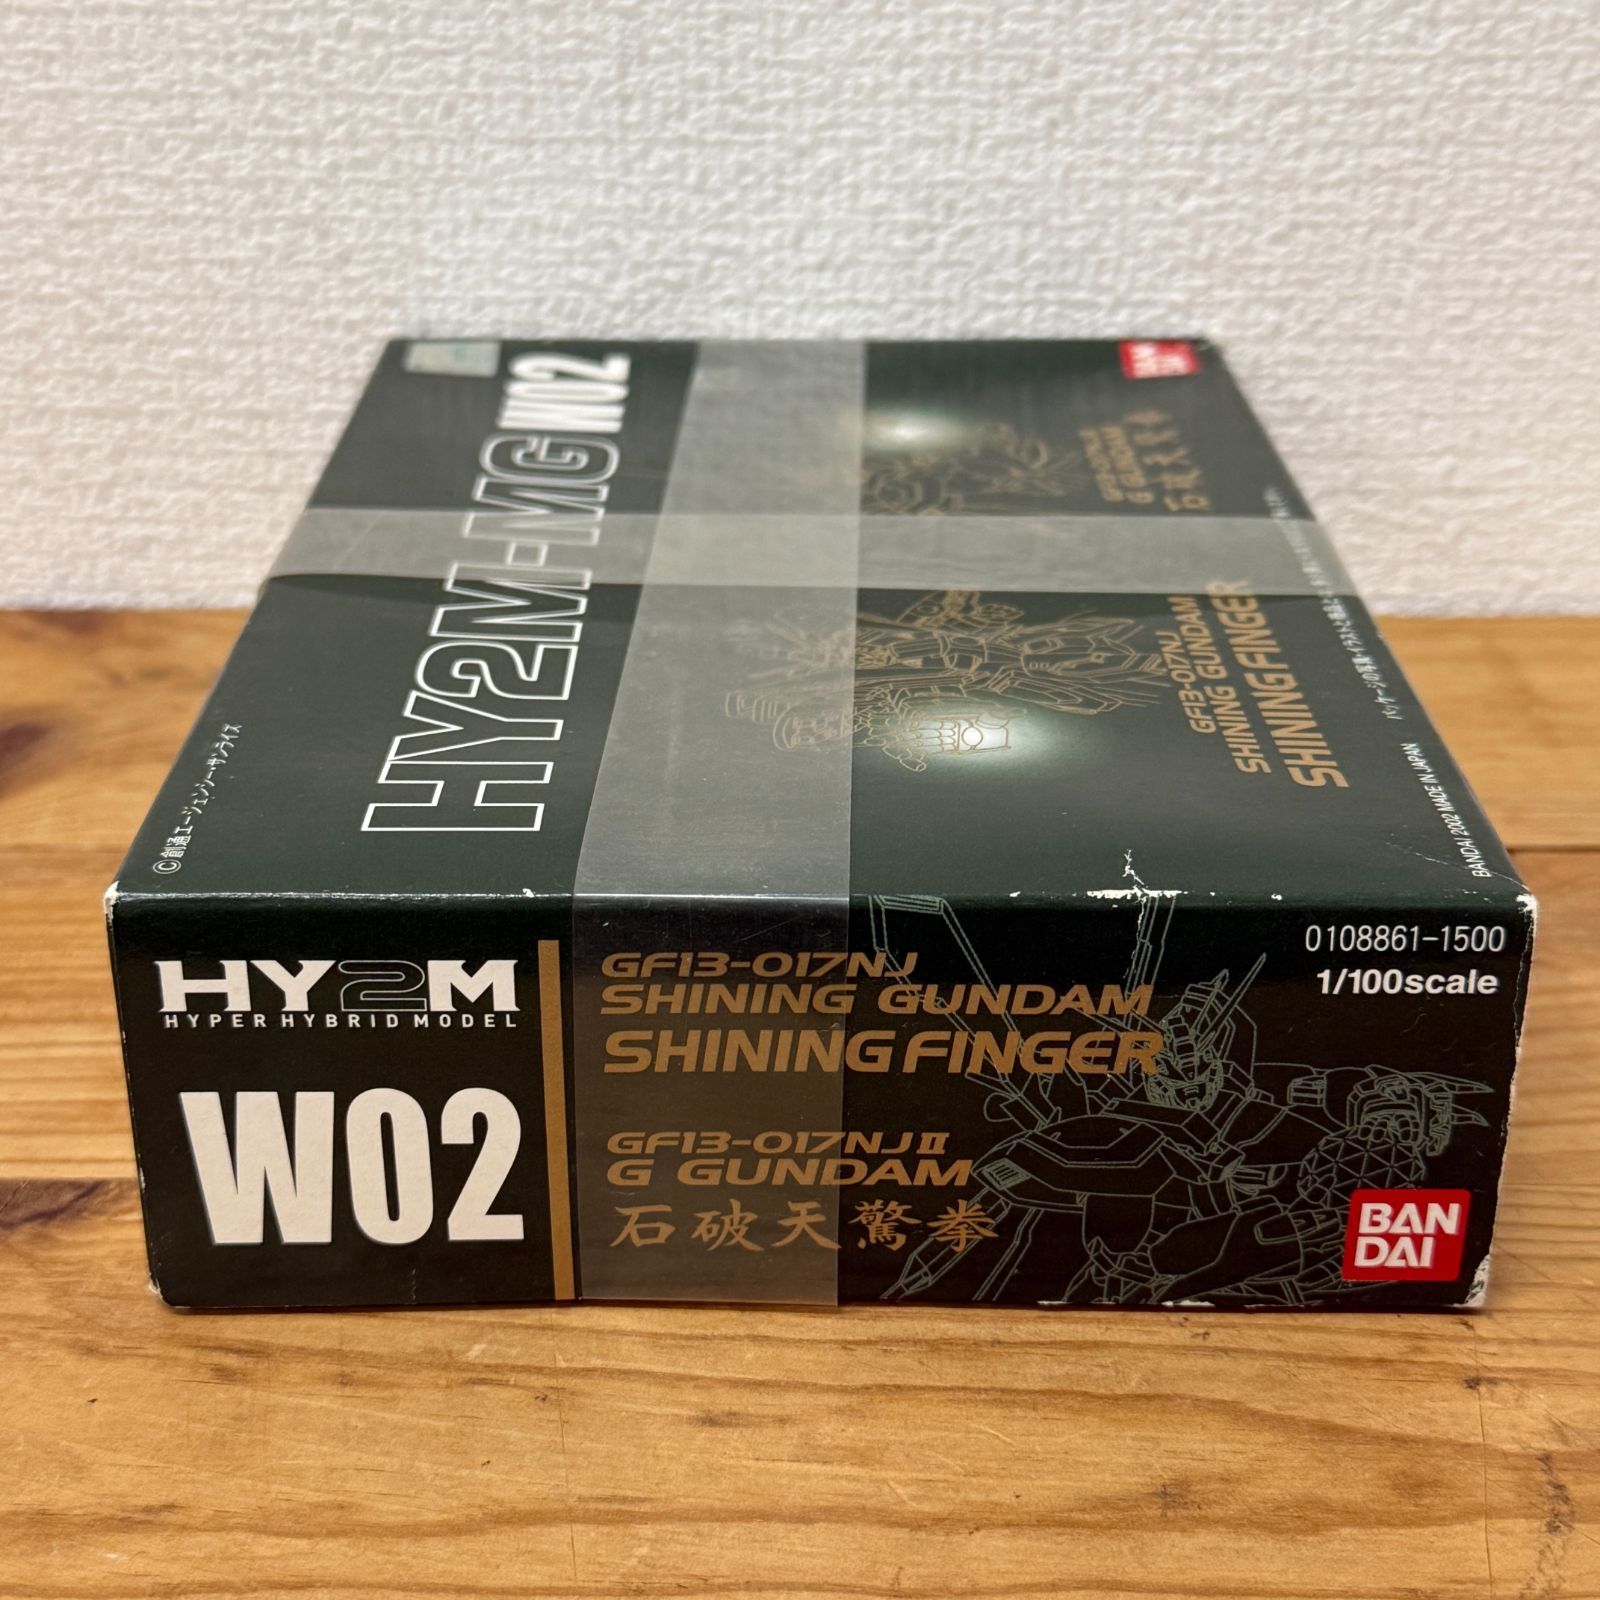 HY2M-MG W02
BAN
DAI
GF13-017NJII
G GUNDAM
石破天驚拳
GF13-017NJ
SHINING GUNDAM
SHINING FINGER
©創通エージェンシー・サンライズ
BANDAI 2002 MADE IN JAPAN
HY2M
HYPER HYBRID MODEL
W02
GF13-017NJ
SHINING GUNDAM
SHINING FINGER
GF13-017NJII
G GUNDAM
石破天驚拳
0108861-1500
1/100scale
BAN
DAI